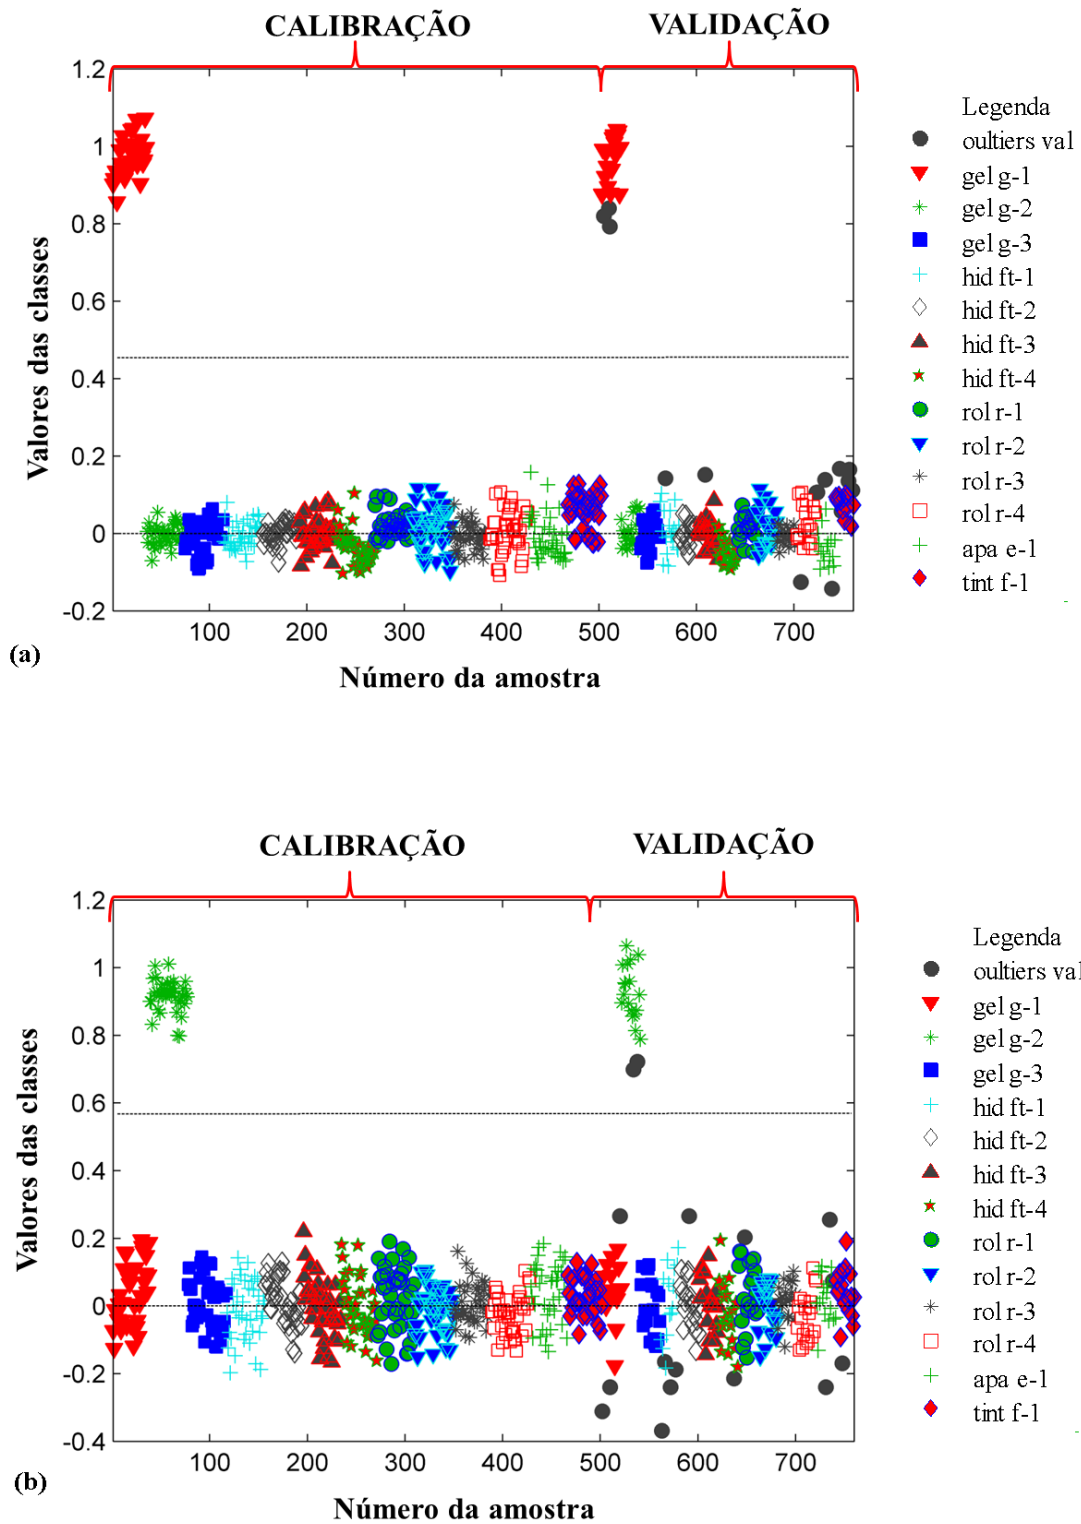 CALIBRAÇÃO VALIDAÇÃO
1.2
1
0.8
0.6
0.4
0.2
0
-0.2
Valores das classes
100 200 300 400 500 600 700
Número da amostra
(a)
Legenda
oultiers val
gel g-1
gel g-2
gel g-3
hid ft-1
hid ft-2
hid ft-3
hid ft-4
rol r-1
rol r-2
rol r-3
rol r-4
apa e-1
tint f-1
CALIBRAÇÃO VALIDAÇÃO
1.2
1
0.8
0.6
0.4
0.2
0
-0.2
-0.4
Valores das classes
100 200 300 400 500 600 700
Número da amostra
(b)
Legenda
oultiers val
gel g-1
gel g-2
gel g-3
hid ft-1
hid ft-2
hid ft-3
hid ft-4
rol r-1
rol r-2
rol r-3
rol r-4
apa e-1
tint f-1